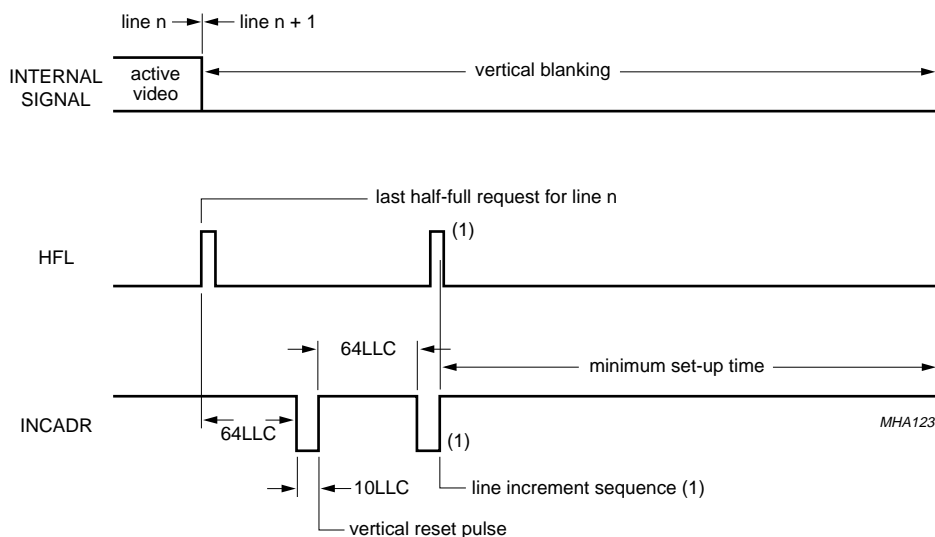 line n
line n + 1
INTERNAL
SIGNAL
active
video
vertical blanking
last half-full request for line n
HFL
(1)
64LLC
minimum set-up time
INCADR
64LLC
(1)
MHA123
10LLC
line increment sequence (1)
vertical reset pulse